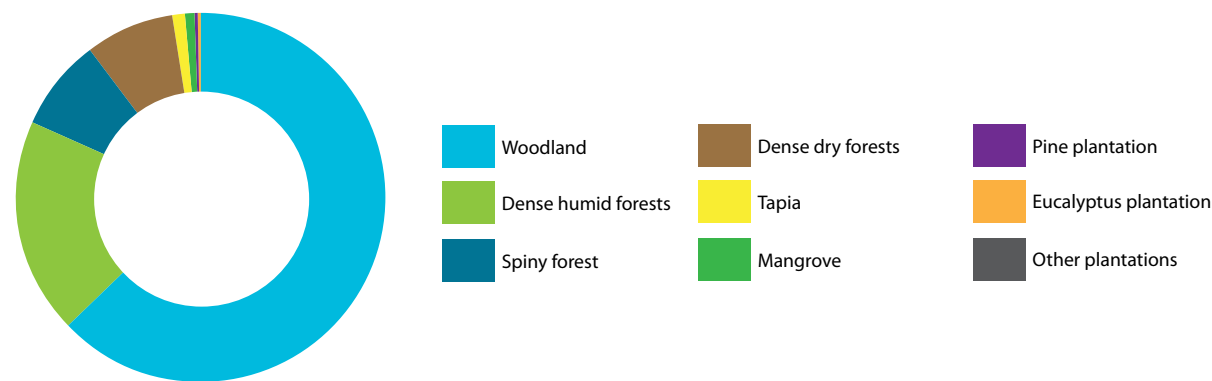 Woodland
Dense humid forests
Spiny forest
Dense dry forests
Tapia
Mangrove
Pine plantation
Eucalyptus plantation
Other plantations